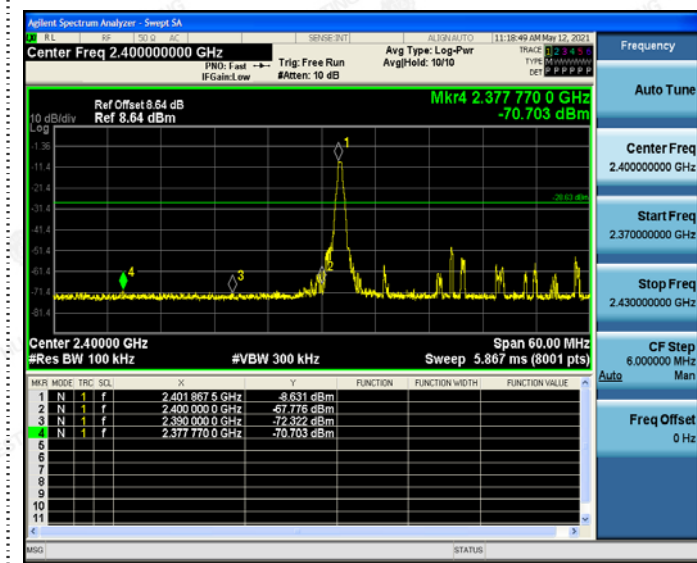 Agilent Spectrum Analyzer - Swept SA
RL RF 50 Ω AC SENSE:INT ALIGN AUTO 11:18:49 AM May 12, 2021
Center Freq 2.400000000 GHz
PNO: Fast
IFGain:Low
Trig: Free Run
#Atten: 10 dB
Avg Type: Log-Pwr
Avg|Hold: 10/10
TRACE 1 2 3 4 5 6
TYPE M WWWWW
DET P P P P P P
Ref Offset 8.64 dB
10 dB/div Ref 8.64 dBm
Log
Mkr4 2.377 770 0 GHz
-70.703 dBm
-1.36
-11.4
-21.4
-31.4
-41.4
-51.4
-61.4
-71.4
-81.4
1
-28.63 dBm
2
3
4
Center 2.40000 GHz Span 60.00 MHz
#Res BW 100 kHz #VBW 300 kHz Sweep 5.867 ms (8001 pts)
MKR MODE TRC SCL X Y FUNCTION FUNCTION WIDTH FUNCTION VALUE
1 N 1 f 2.401 867 5 GHz -8.631 dBm
2 N 1 f 2.400 000 0 GHz -67.776 dBm
3 N 1 f 2.390 000 0 GHz -72.322 dBm
4 N 1 f 2.377 770 0 GHz -70.703 dBm
5
6
7
8
9
10
11
MSG STATUS
Frequency
Auto Tune
Center Freq
2.400000000 GHz
Start Freq
2.370000000 GHz
Stop Freq
2.430000000 GHz
CF Step
6.000000 MHz
Auto Man
Freq Offset
0 Hz